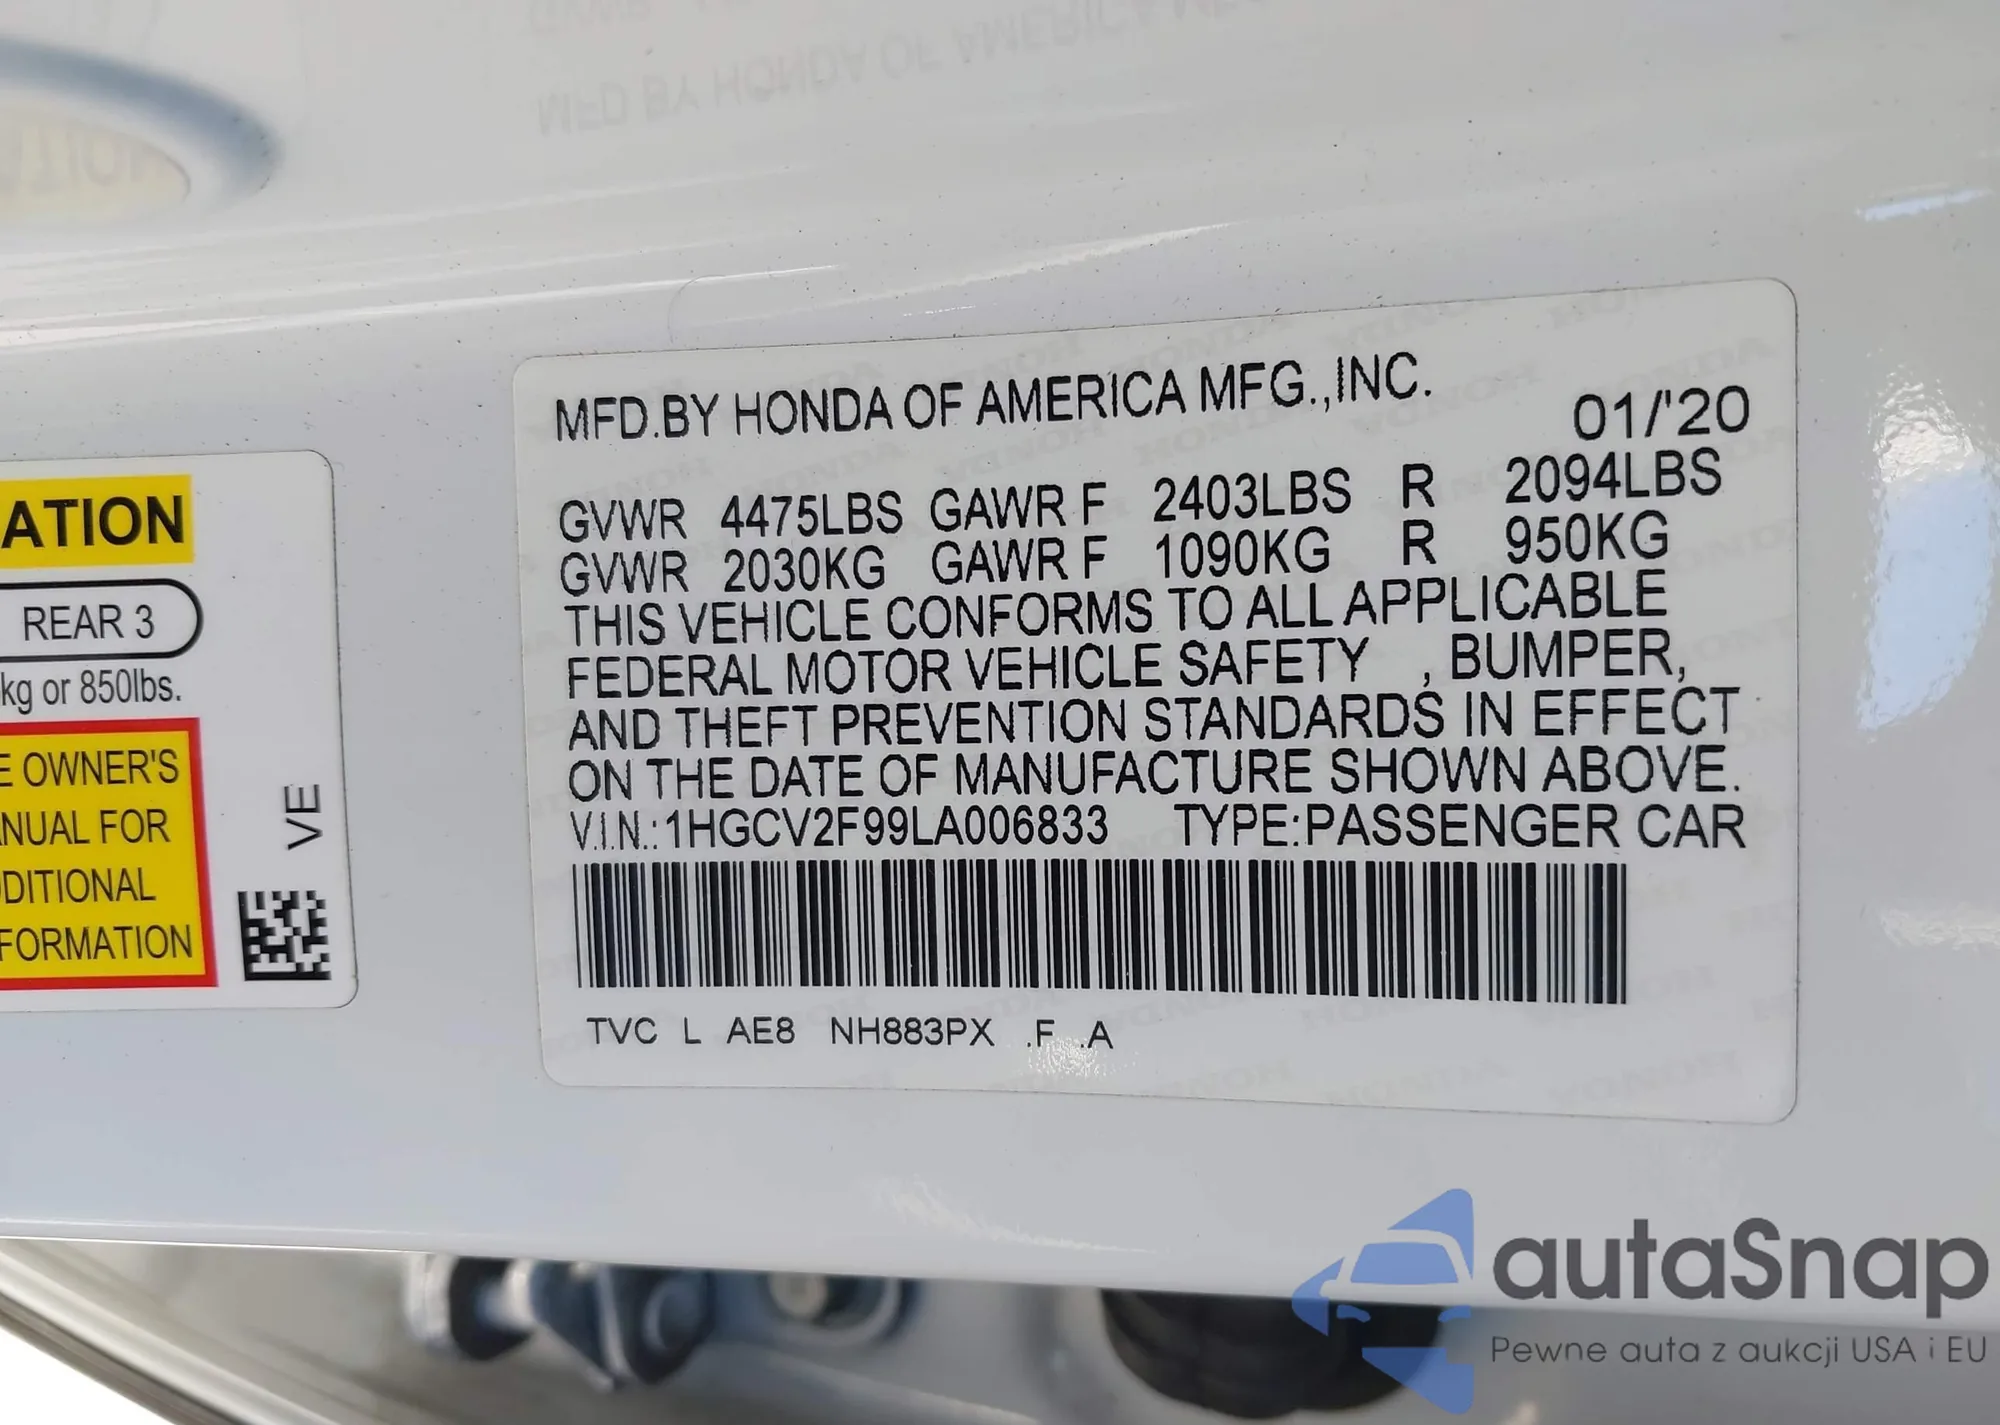 MFD.BY HONDA OF AMERICA MFG.,INC.
01/'20
GVWR 4475LBS GAWR F 2403LBS R 2094LBS
GVWR 2030KG GAWR F 1090KG R 950KG
THIS VEHICLE CONFORMS TO ALL APPLICABLE
FEDERAL MOTOR VEHICLE SAFETY , BUMPER,
AND THEFT PREVENTION STANDARDS IN EFFECT
ON THE DATE OF MANUFACTURE SHOWN ABOVE.
V.I.N.:1HGCV2F99LA006833 TYPE:PASSENGER CAR
TVC L AE8 NH883PX .F .A
ATION
REAR 3
kg or 850lbs.
E OWNER'S
NUAL FOR
DITIONAL
FORMATION
VE
autaSnap
Pewne auta z aukcji USA i EU